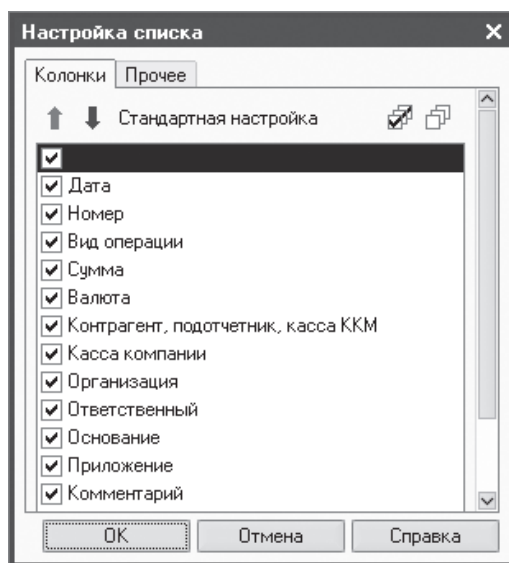 Настройка списка
Колонки Прочее
Стандартная настройка
Дата
Номер
Вид операции
Сумма
Валюта
Контрагент, подотчетник, касса ККМ
Касса компании
Организация
Ответственный
Основание
Приложение
Комментарий
ОК Отмена Справка